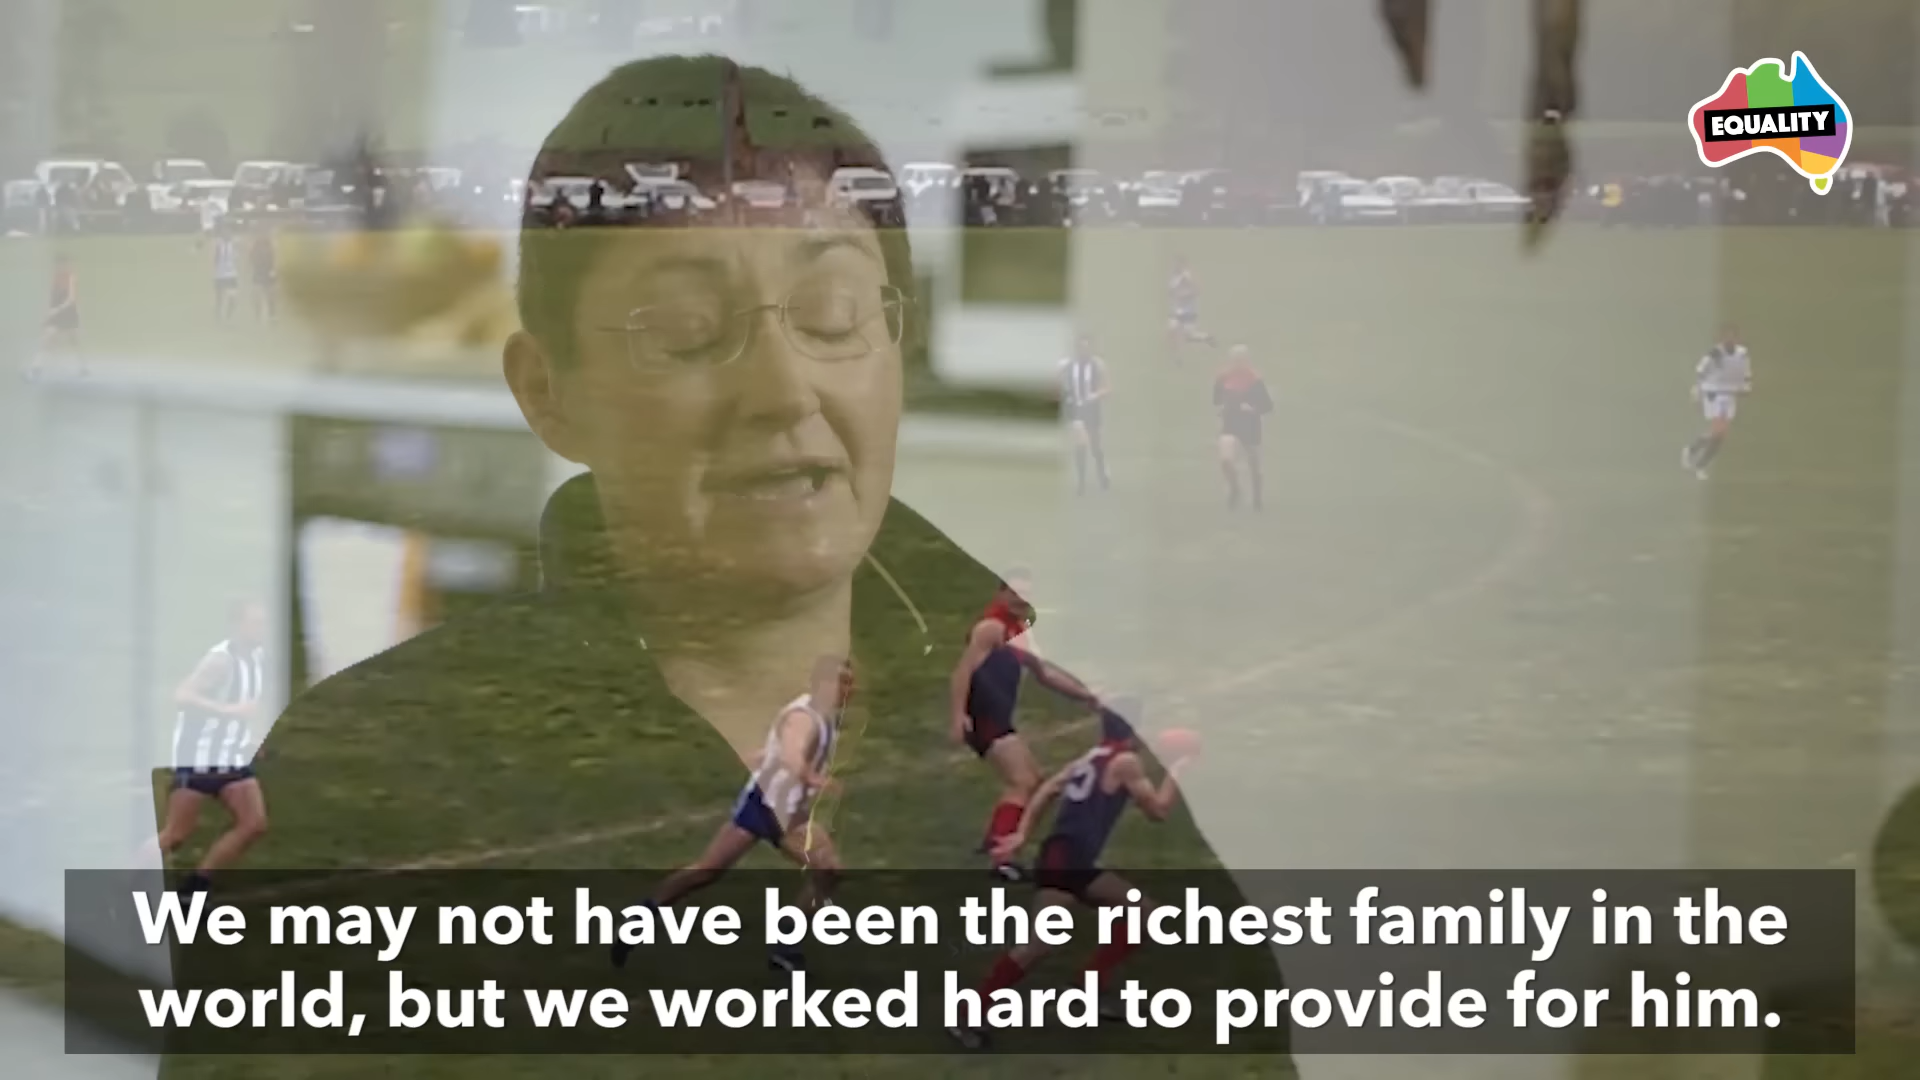 EQUALITY
We may not have been the richest family in the
world, but we worked hard to provide for him.